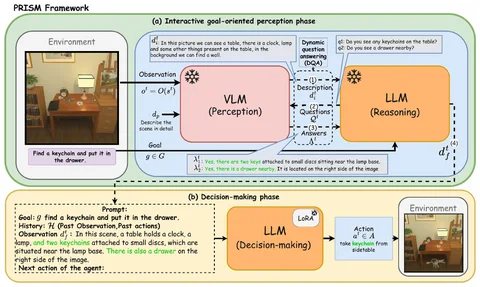 PRISM Framework
(a) Interactive goal-oriented perception phase
Environment
Find a keychain and put it in the drawer.
Observation
o^t = O(s^t)
d_g
Describe the
scene in detail
Goal
g ∈ G
d_I^t: In this picture we can see a table, there is a clock, lamp
and some other things present on the table, in the
background we can find a wall.
VLM
(Perception)
Dynamic
question
answering
(DQA)
(1)
Description
d_I^t
(2)
Questions
Q^t
(3)
Answers
Λ^t
q1: Do you see any keychains on the table?
q2: Do you see a drawer nearby?
LLM
(Reasoning)
λ_1^t: Yes, there are two keys attached to small discs sitting near the lamp base.
λ_2^t: Yes, there is a drawer nearby. It is located on the right side of the image
d_f^t (4)
(b) Decision-making phase
Prompt:
Goal: g find a keychain and put it in the drawer.
History: H (Past Observation,Past actions)
- Observation d_f^t: In this scene, a table holds a clock, a
lamp, and two keychains attached to small discs, which are
situated near the lamp base. There is also a drawer on the
right side of the image.
- Next action of the agent:
LLM
(Decision-making)
LoRA
Action
a^t ∈ A
take keychain from
sidetable
Environment